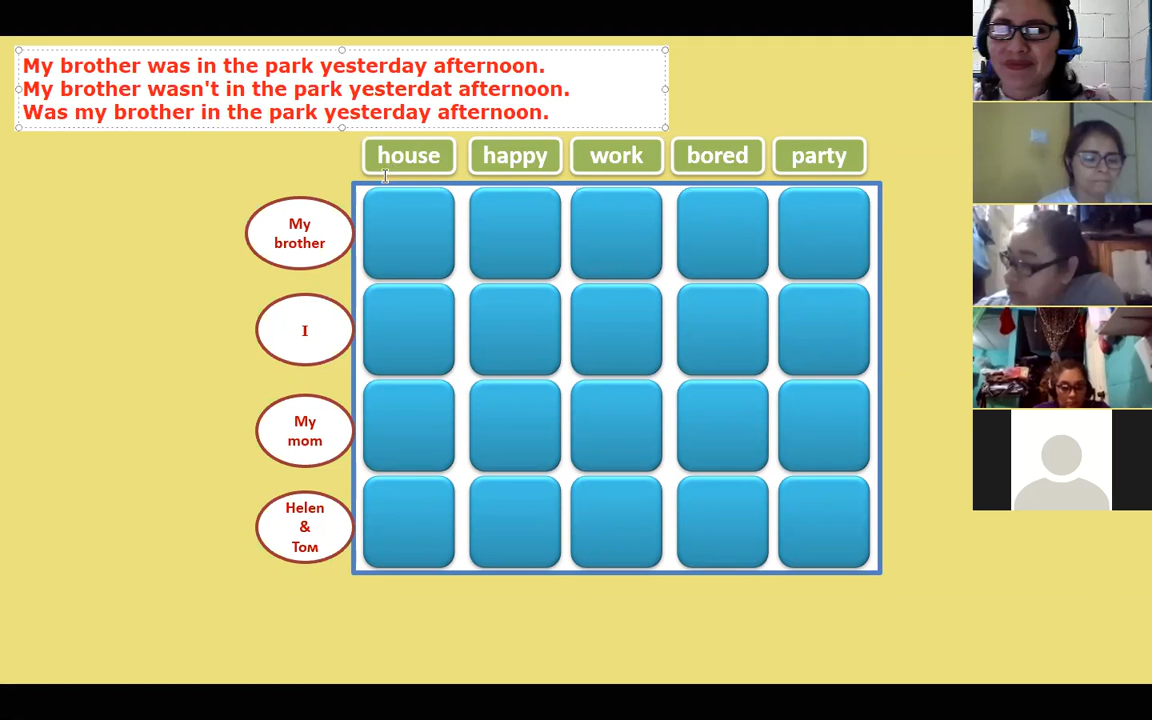 My brother was in the park yesterday afternoon.
My brother wasn't in the park yesterdat afternoon.
Was my brother in the park yesterday afternoon.
house happy work bored party
My
brother
I
My
mom
Helen
&
Tom